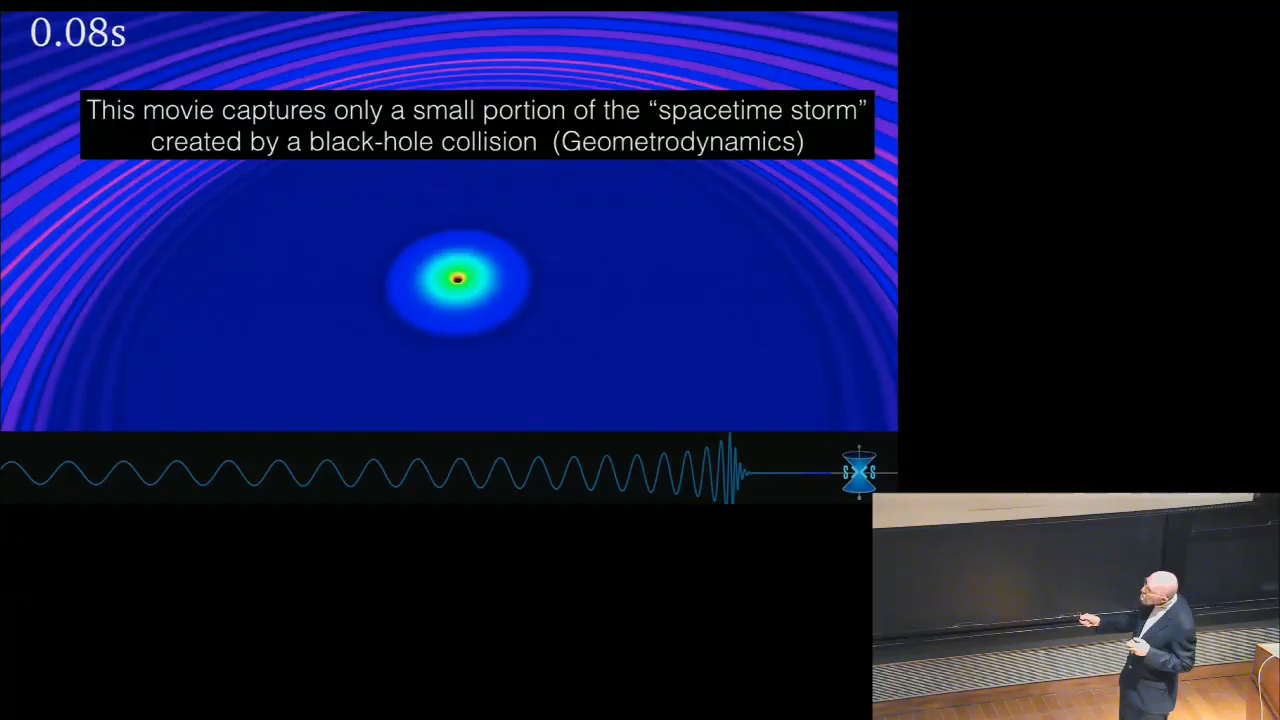 0.08s
This movie captures only a small portion of the “spacetime storm”
created by a black-hole collision (Geometrodynamics)